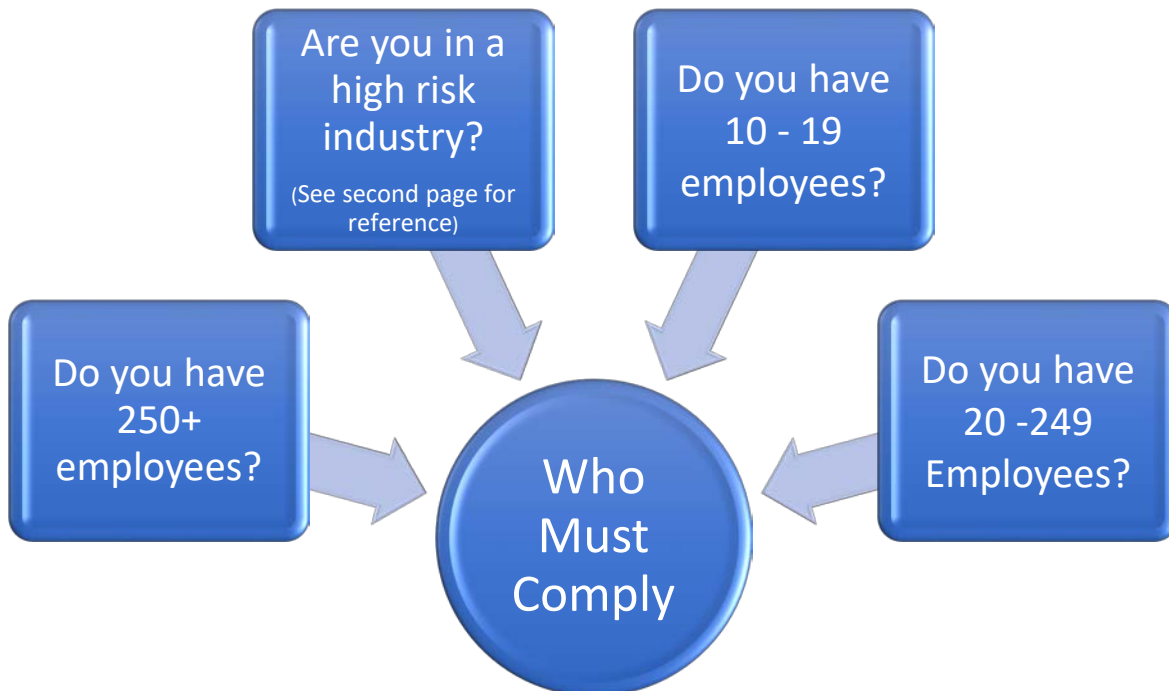 Are you in a
high risk
industry?
(See second page for
reference)
Do you have
10 - 19
employees?
Do you have
250+
employees?
Do you have
20 -249
Employees?
Who
Must
Comply